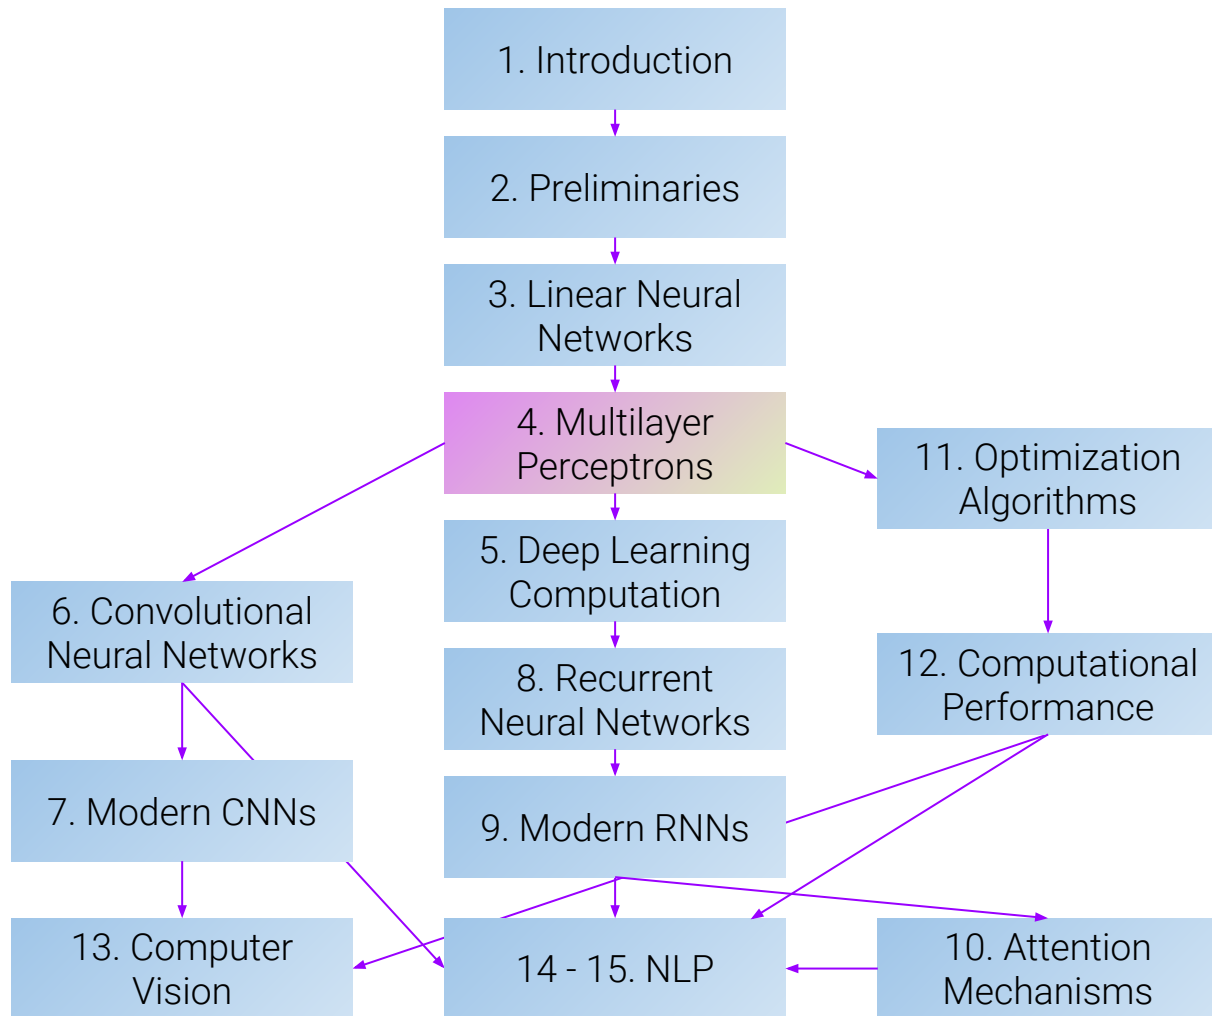 1. Introduction
2. Preliminaries
3. Linear Neural
Networks
4. Multilayer
Perceptrons
11. Optimization
Algorithms
5. Deep Learning
Computation
6. Convolutional
Neural Networks
8. Recurrent
Neural Networks
12. Computational
Performance
7. Modern CNNs
9. Modern RNNs
13. Computer
Vision
14 - 15. NLP
10. Attention
Mechanisms